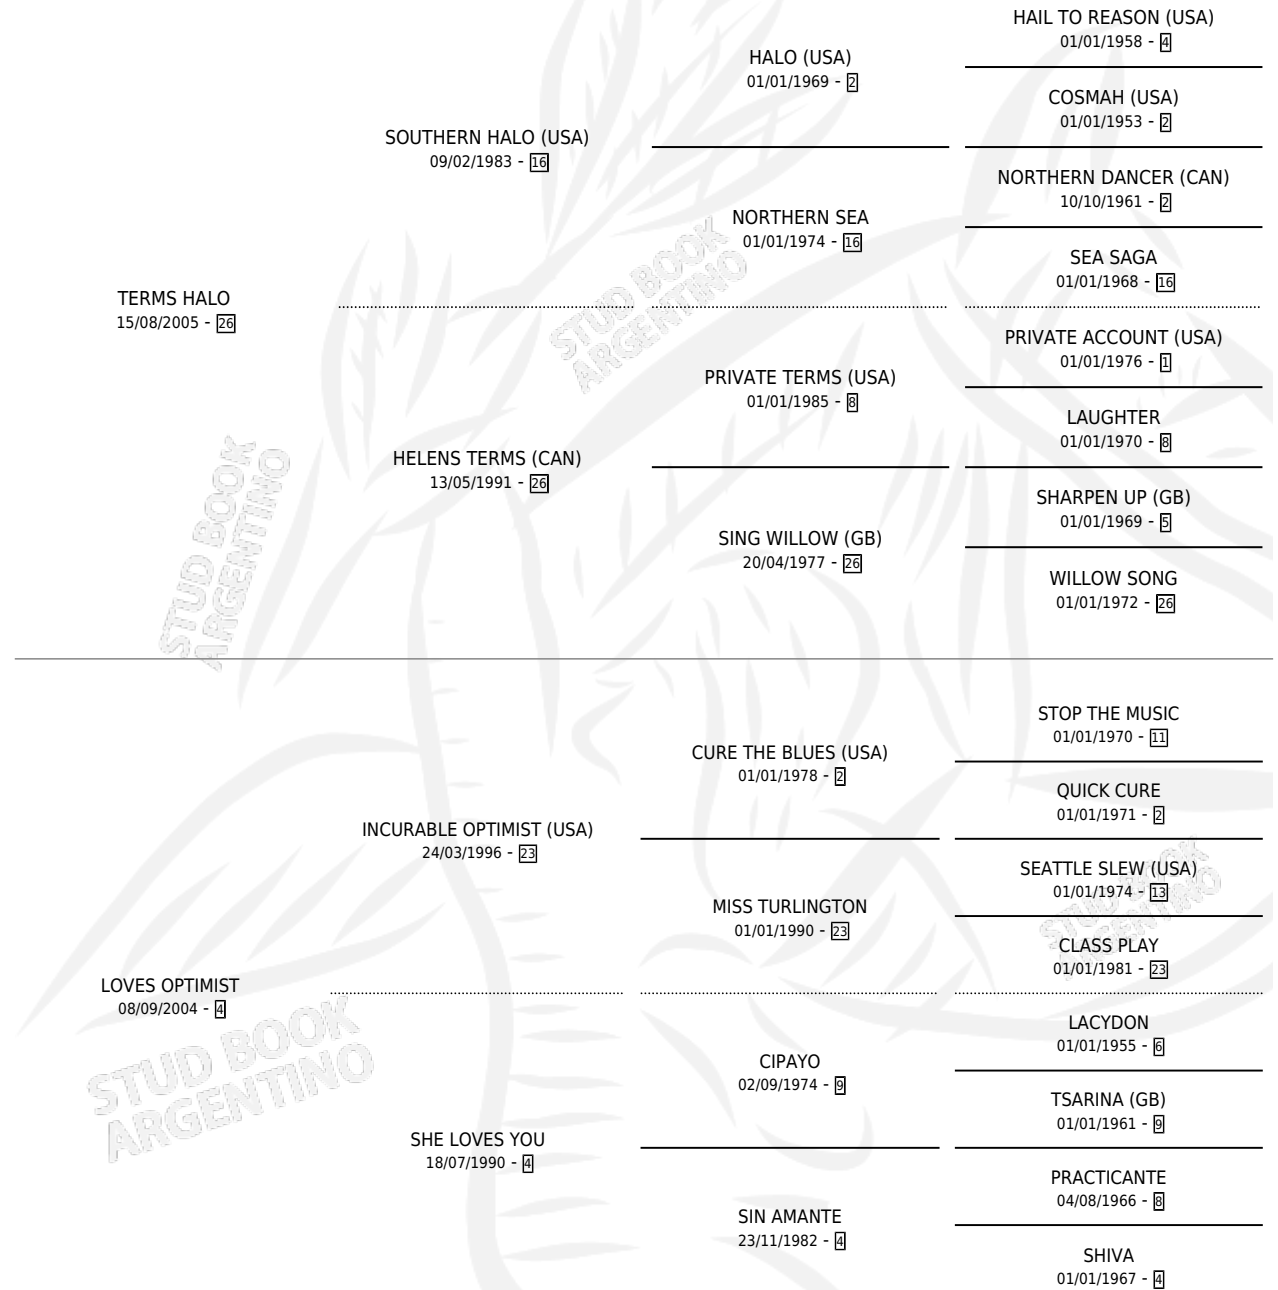 HAIL TO REASON (USA)
01/01/1958 - 4
HALO (USA)
01/01/1969 - 2
COSMAH (USA)
01/01/1953 - 2
SOUTHERN HALO (USA)
09/02/1983 - 16
NORTHERN DANCER (CAN)
10/10/1961 - 2
NORTHERN SEA
01/01/1974 - 16
SEA SAGA
01/01/1968 - 16
TERMS HALO
15/08/2005 - 26
STUD BOOK
ARGENTINO
PRIVATE ACCOUNT (USA)
01/01/1976 - 1
PRIVATE TERMS (USA)
01/01/1985 - 8
LAUGHTER
01/01/1970 - 8
HELENS TERMS (CAN)
13/05/1991 - 26
SHARPEN UP (GB)
01/01/1969 - 5
SING WILLOW (GB)
20/04/1977 - 26
WILLOW SONG
01/01/1972 - 26
STUD BOOK
ARGENTINO
STOP THE MUSIC
01/01/1970 - 11
CURE THE BLUES (USA)
01/01/1978 - 2
QUICK CURE
01/01/1971 - 2
INCURABLE OPTIMIST (USA)
24/03/1996 - 23
SEATTLE SLEW (USA)
01/01/1974 - 13
MISS TURLINGTON
01/01/1990 - 23
STUD BOOK
ARGENTINO
CLASS PLAY
01/01/1981 - 23
LOVES OPTIMIST
08/09/2004 - 4
LACYDON
01/01/1955 - 6
CIPAYO
02/09/1974 - 9
STUD BOOK
ARGENTINO
TSARINA (GB)
01/01/1961 - 9
SHE LOVES YOU
18/07/1990 - 4
PRACTICANTE
04/08/1966 - 8
SIN AMANTE
23/11/1982 - 4
SHIVA
01/01/1967 - 4